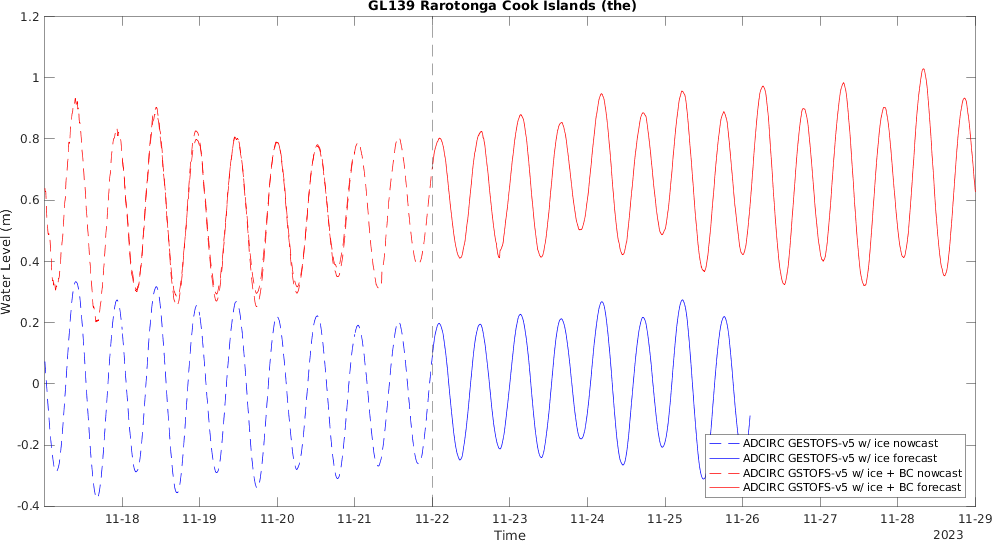 GL139 Rarotonga Cook Islands (the)
1.2
1
0.8
0.6
0.4
0.2
0
-0.2
-0.4
Water Level (m)
ADCIRC GESTOFS-v5 w/ ice nowcast
ADCIRC GESTOFS-v5 w/ ice forecast
ADCIRC GSTOFS-v5 w/ ice + BC nowcast
ADCIRC GSTOFS-v5 w/ ice + BC forecast
11-18 11-19 11-20 11-21 11-22 11-23 11-24 11-25 11-26 11-27 11-28 11-29
Time
2023